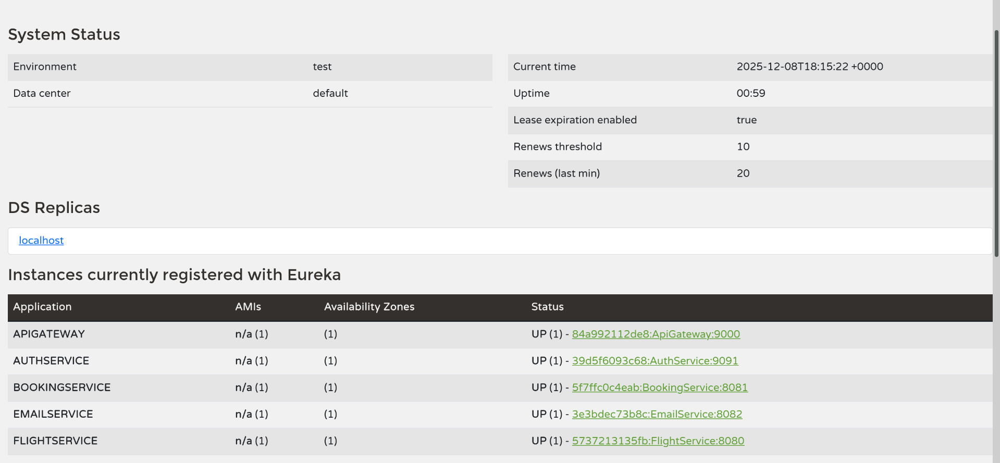 System Status
Environment test
Data center default
Current time 2025-12-08T18:15:22 +0000
Uptime 00:59
Lease expiration enabled true
Renews threshold 10
Renews (last min) 20
DS Replicas
localhost
Instances currently registered with Eureka
Application AMIs Availability Zones Status
APIGATEWAY n/a (1) (1) UP (1) - 84a992112de8:ApiGateway:9000
AUTHSERVICE n/a (1) (1) UP (1) - 39d5f6093c68:AuthService:9091
BOOKINGSERVICE n/a (1) (1) UP (1) - 5f7ffc0c4eab:BookingService:8081
EMAILSERVICE n/a (1) (1) UP (1) - 3e3bdec73b8c:EmailService:8082
FLIGHTSERVICE n/a (1) (1) UP (1) - 5737213135fb:FlightService:8080